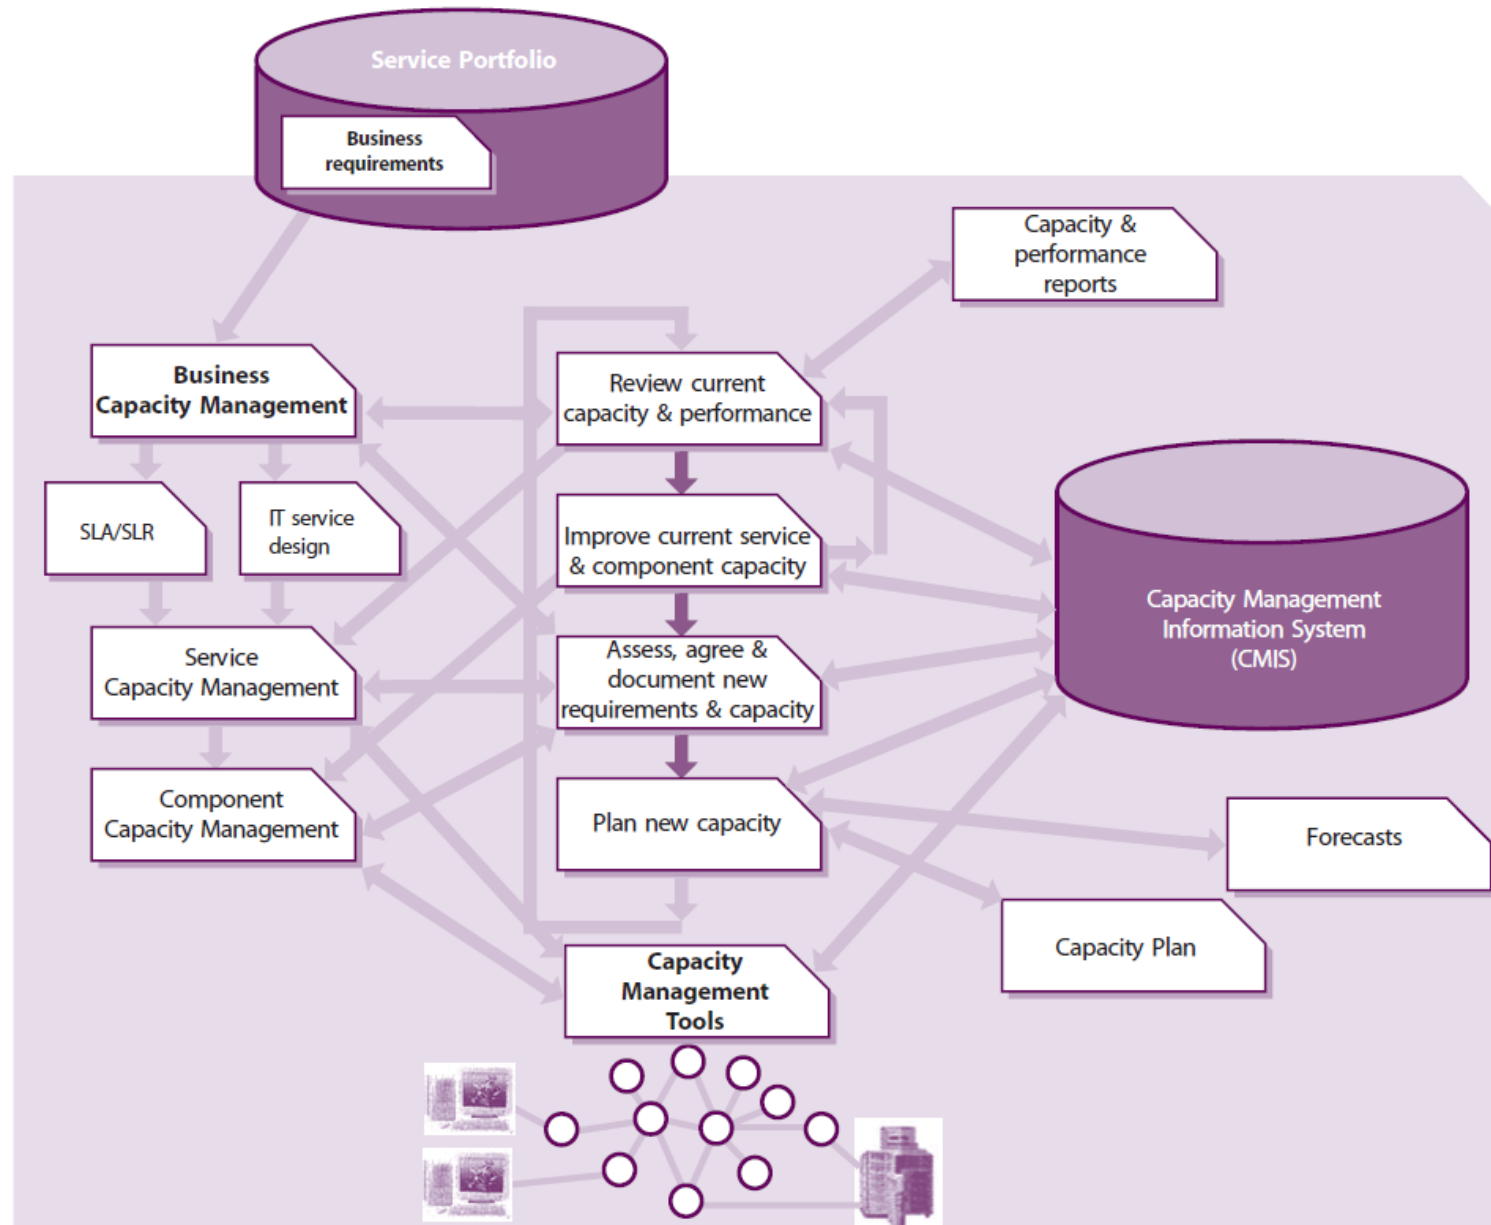 Service Portfolio
Business
requirements
Capacity &
performance
reports
Business
Capacity Management
Review current
capacity & performance
SLA/SLR
IT service
design
Improve current service
& component capacity
Capacity Management
Information System
(CMIS)
Service
Capacity Management
Assess, agree &
document new
requirements & capacity
Component
Capacity Management
Plan new capacity
Forecasts
Capacity Plan
Capacity
Management
Tools